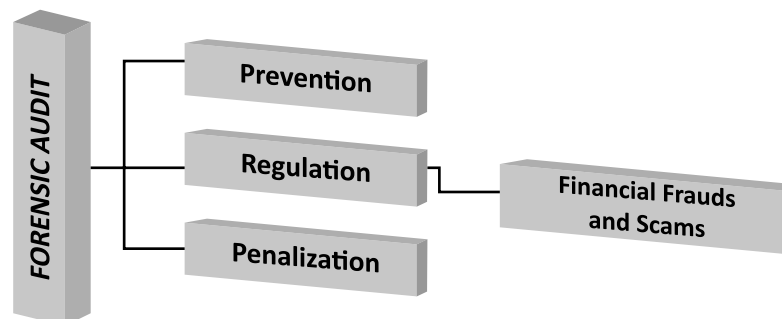 FORENSIC AUDIT
Prevention
Regulation
Penalization
Financial Frauds
and Scams